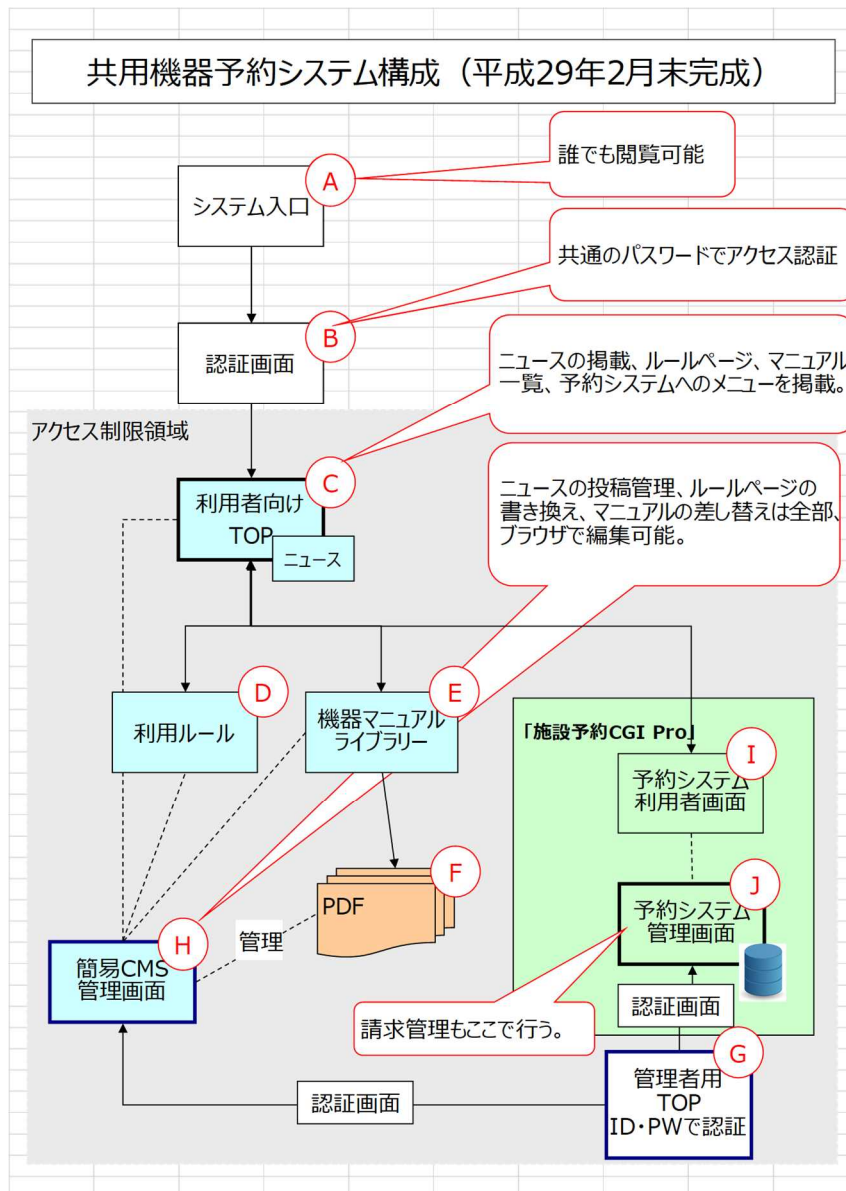 共用機器予約システム構成（平成29年2月末完成）
誰でも閲覧可能
A
システム入口
共通のパスワードでアクセス認証
B
認証画面
ニュースの掲載、ルールページ、マニュアル
一覧、予約システムへのメニューを掲載。
アクセス制限領域
C
利用者向け
TOP
ニュース
ニュースの投稿管理、ルールページの
書き換え、マニュアルの差し替えは全部、
ブラウザで編集可能。
D
利用ルール
E
機器マニュアル
ライブラリー
「施設予約CGI Pro」
I
予約システム
利用者画面
F
PDF
J
予約システム
管理画面
H
管理
簡易CMS
管理画面
請求管理もここで行う。
認証画面
G
管理者用
TOP
ID・PWで認証
認証画面